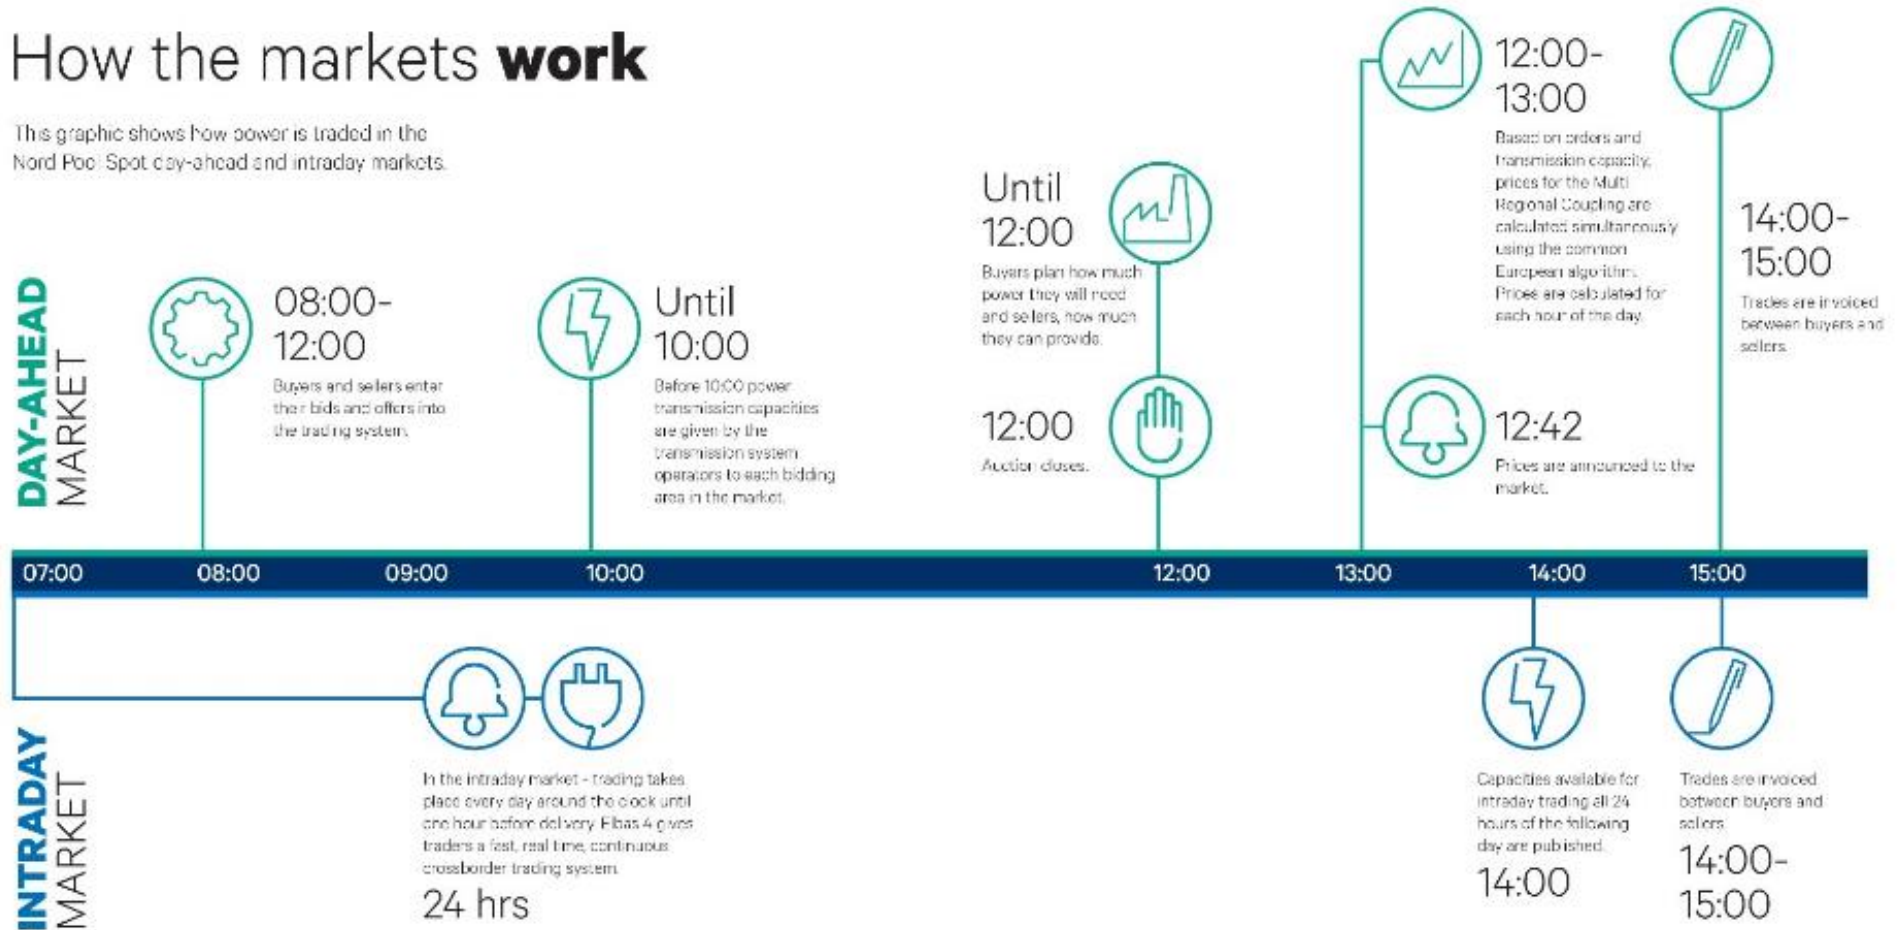 How the markets work
This graphic shows how power is traded in the
Nord Pool Spot day-ahead and intraday markets.
DAY-AHEAD
MARKET
08:00-
12:00
Buyers and sellers enter
their bids and offers into
the trading system.
Until
10:00
Before 10:00 power
transmission capacities
are given by the
transmission system
operators to each bidding
area in the market.
Until
12:00
Buyers plan how much
power they will need
and sellers, how much
they can provide.
12:00
Auction closes.
12:00-
13:00
Based on orders and
transmission capacity,
prices for the Multi
Regional Coupling are
calculated simultaneously
using the common
European algorithm.
Prices are calculated for
each hour of the day.
12:42
Prices are announced to the
market.
14:00-
15:00
Trades are invoiced
between buyers and
sellers.
07:00 08:00 09:00 10:00 12:00 13:00 14:00 15:00
INTRADAY
MARKET
In the intraday market - trading takes
place every day around the clock until
one hour before delivery. Elbas 4 gives
traders a fast, real time, continuous
crossborder trading system.
24 hrs
Capacities available for
intraday trading all 24
hours of the following
day are published.
14:00
Trades are invoiced
between buyers and
sellers
14:00-
15:00